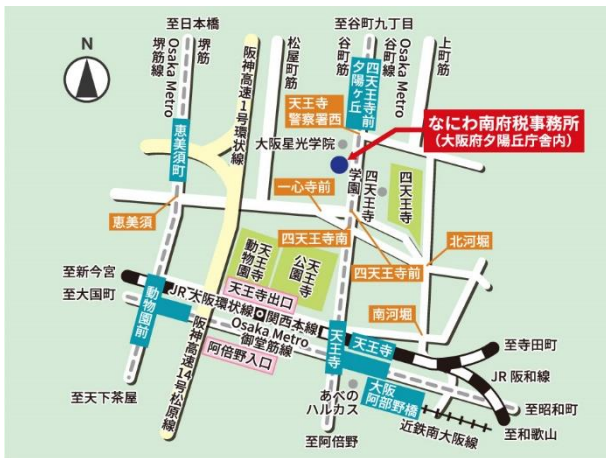 至日本橋
至谷町九丁目
N
Osaka Metro
堺筋線
堺筋
阪神高速1号環状線
松屋町筋
谷町筋
四天王寺前
夕陽ヶ丘
Osaka Metro
谷町線
上町筋
天王寺
警察署西
大阪星光学院
なにわ南府税事務所
(大阪府夕陽丘庁舎内)
恵美須町
一心寺前
四天王寺
学園
四天王寺
恵美須
四天王寺南
四天王寺前
北河堀
天王寺
動物園
天王寺
公園
至新今宮
天王寺出口
南河堀
至大国町
JR大阪環状線
関西本線
Osaka Metro
御堂筋線
動物園前
天王寺
天王寺
至寺田町
阿倍野入口
JR 阪和線
阪神高速14号松原線
あべの
ハルカス
大阪
阿部野橋
至昭和町
至天下茶屋
近鉄南大阪線
至和歌山
至阿倍野